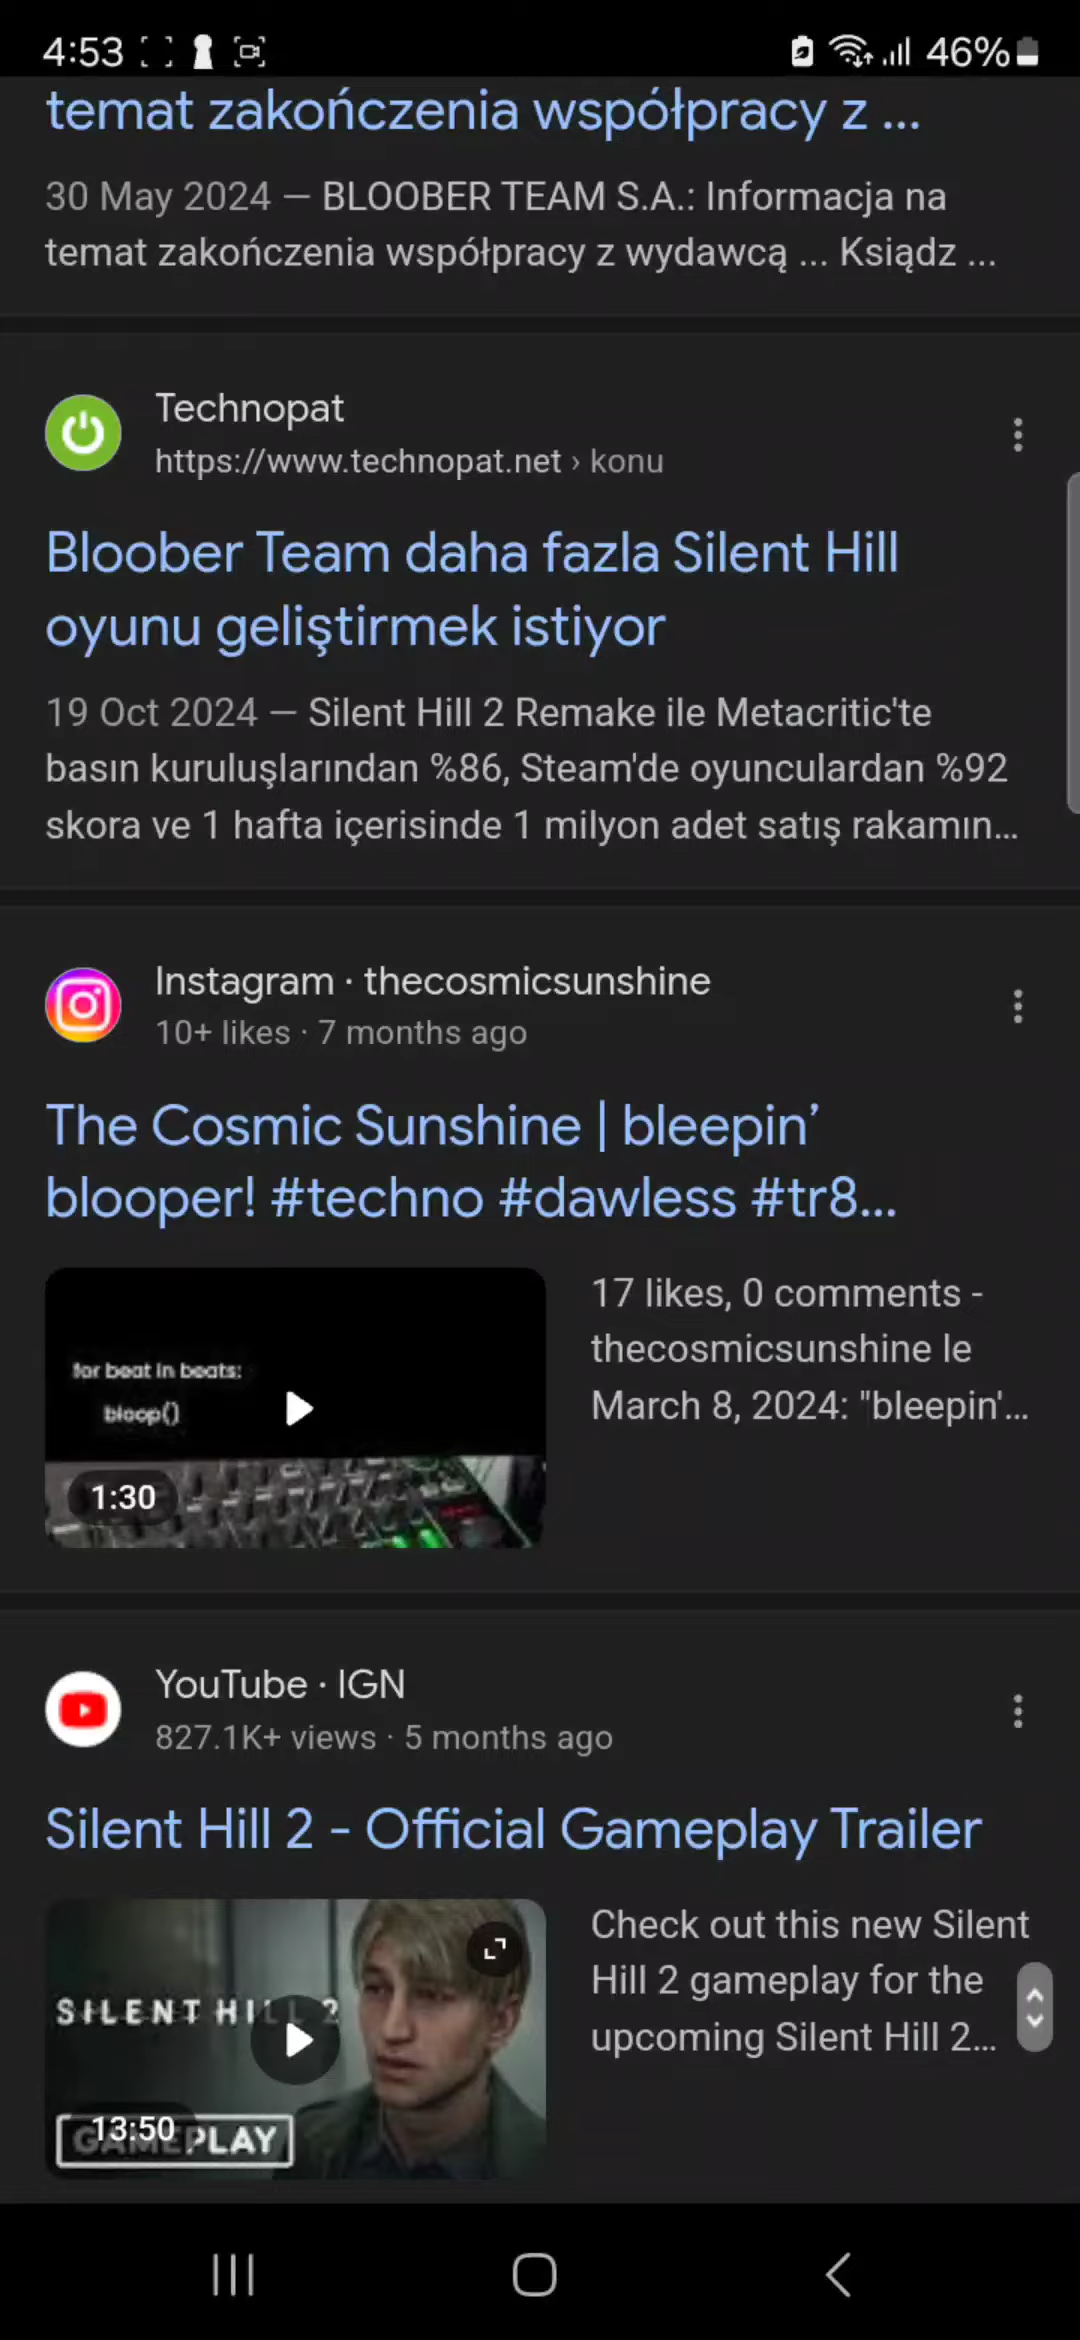 4:53
46%
temat zakończenia współpracy z ...
30 May 2024 — BLOOBER TEAM S.A.: Informacja na
temat zakończenia współpracy z wydawcą ... Ksiądz ...
Technopat
https://www.technopat.net › konu
Bloober Team daha fazla Silent Hill
oyunu geliştirmek istiyor
19 Oct 2024 — Silent Hill 2 Remake ile Metacritic'te
basın kuruluşlarından %86, Steam'de oyunculardan %92
skora ve 1 hafta içerisinde 1 milyon adet satış rakamın...
Instagram · thecosmicsunshine
10+ likes · 7 months ago
The Cosmic Sunshine | bleepin’
blooper! #techno #dawless #tr8...
for beat in beats:
bloop()
1:30
17 likes, 0 comments -
thecosmicsunshine le
March 8, 2024: "bleepin'...
YouTube · IGN
827.1K+ views · 5 months ago
Silent Hill 2 - Official Gameplay Trailer
SILENT HILL 2
13:50
GAMEPLAY
Check out this new Silent
Hill 2 gameplay for the
upcoming Silent Hill 2...